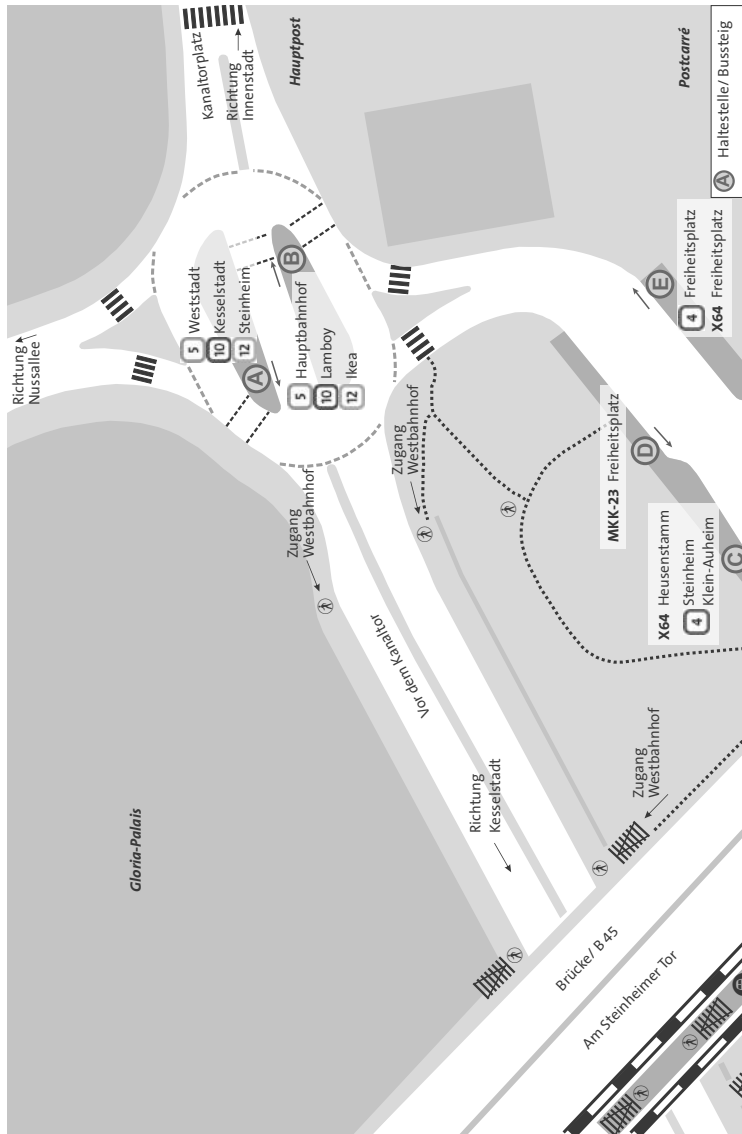 Richtung
Nussallee
Kanaltorplatz
Richtung
Innenstadt
Hauptpost
Postcarré
A Haltestelle/ Bussteig
5 Weststadt
10 Kesselstadt
12 Steinheim
A
B
5 Hauptbahnhof
10 Lamboy
12 Ikea
E
4 Freiheitsplatz
X64 Freiheitsplatz
Zugang
Westbahnhof
Zugang
Westbahnhof
MKK-23 Freiheitsplatz
D
C
X64 Heusenstamm
4 Steinheim
Klein-Auheim
Vor dem Kanaltor
Gloria-Palais
Richtung
Kesselstadt
Zugang
Westbahnhof
Brücke/ B 45
Am Steinheimer Tor